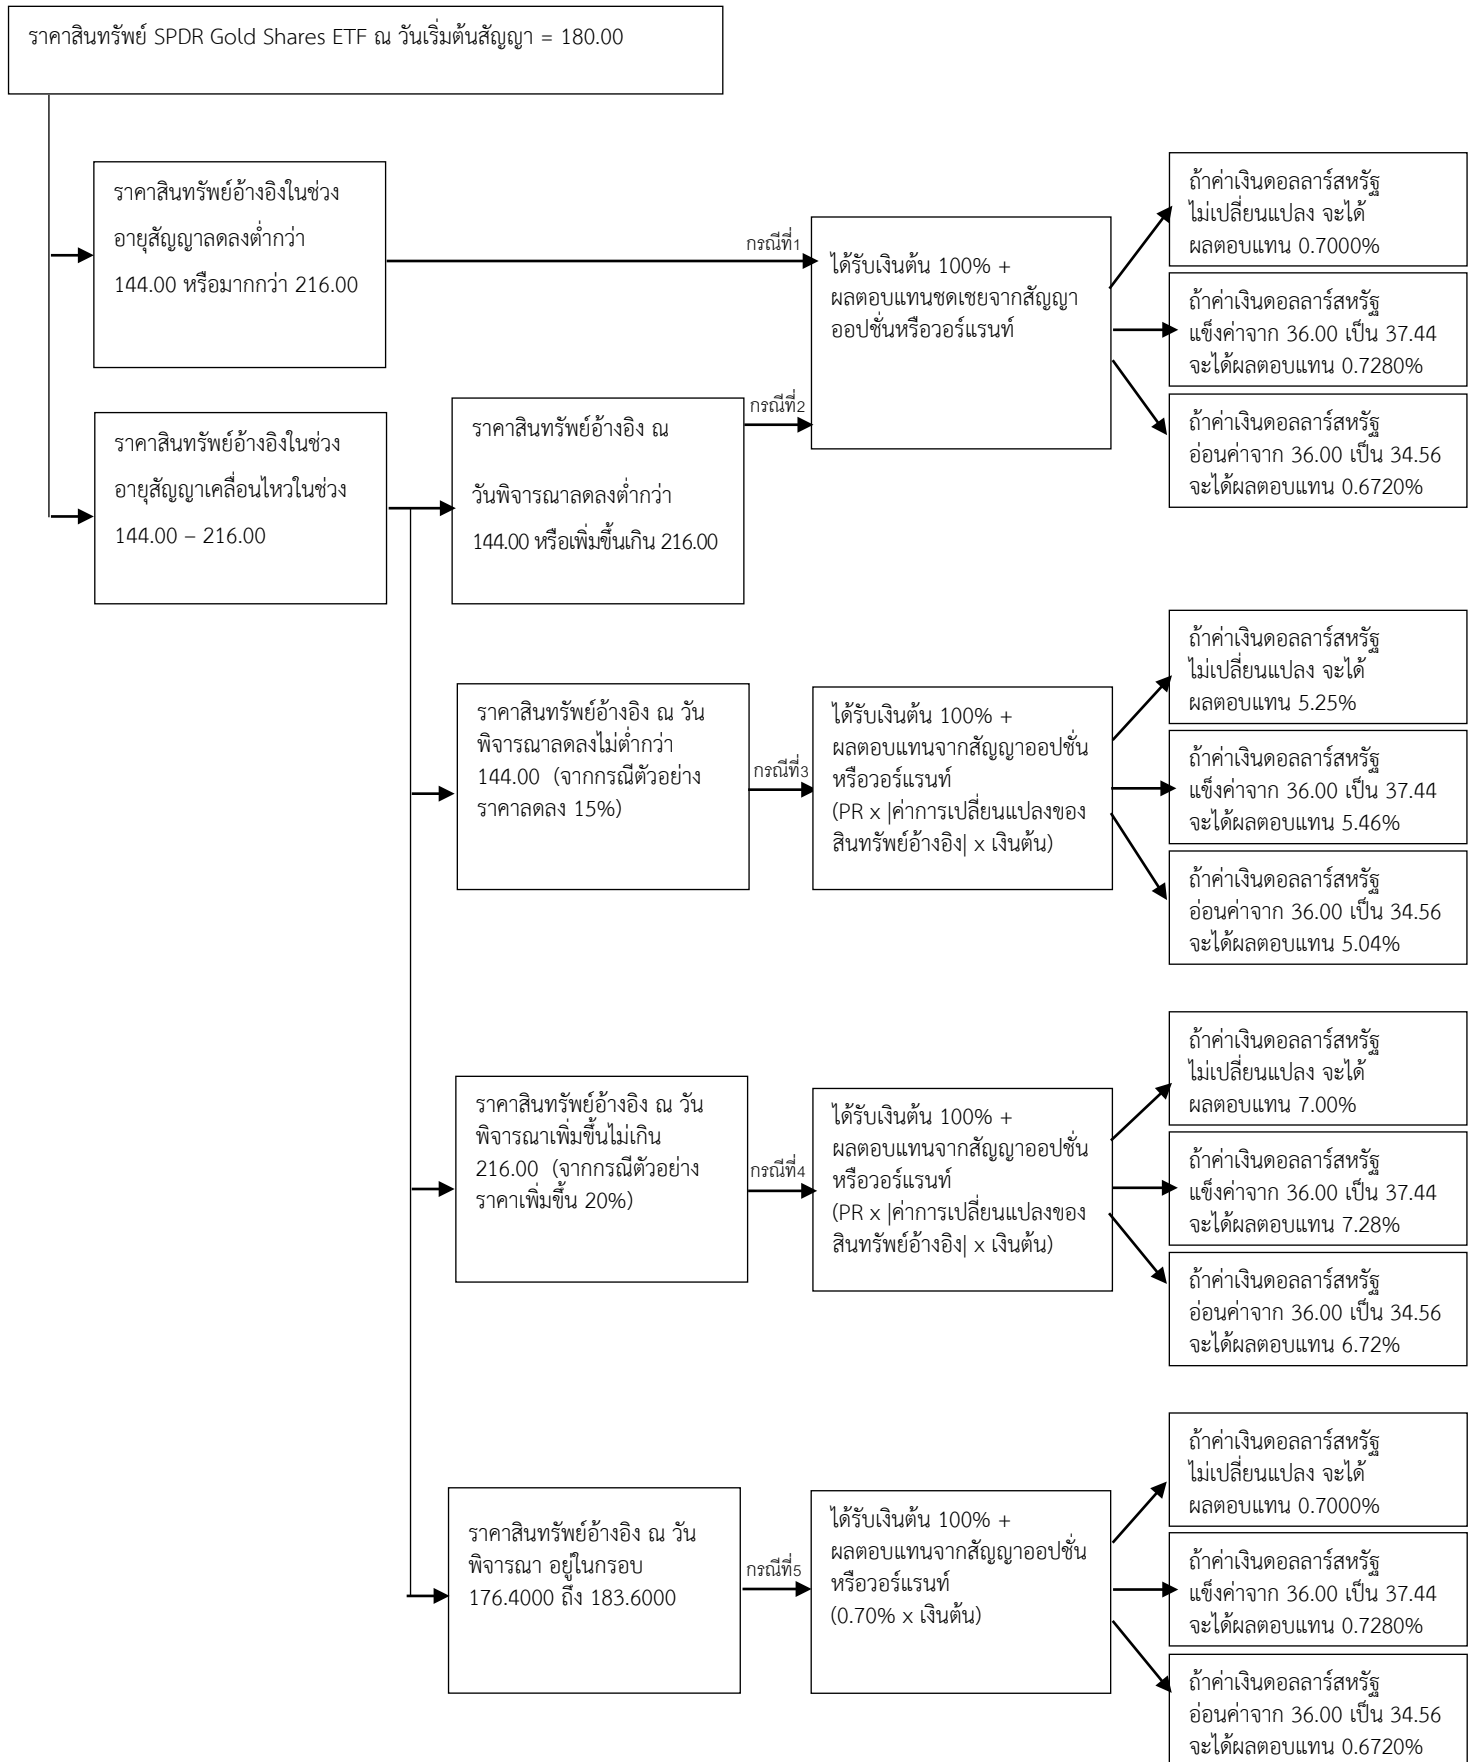 ราคาสินทรัพย์ SPDR Gold Shares ETF ณ วันเริ่มต้นสัญญา = 180.00
ราคาสินทรัพย์อ้างอิงในช่วง
อายุสัญญาลดลงต่ำกว่า
144.00 หรือมากกว่า 216.00
กรณีที่1
ได้รับเงินต้น 100% +
ผลตอบแทนชดเชยจากสัญญา
ออปชั่นหรือวอร์แรนท์
ถ้าค่าเงินดอลลาร์สหรัฐ
ไม่เปลี่ยนแปลง จะได้
ผลตอบแทน 0.7000%
ถ้าค่าเงินดอลลาร์สหรัฐ
แข็งค่าจาก 36.00 เป็น 37.44
จะได้ผลตอบแทน 0.7280%
ถ้าค่าเงินดอลลาร์สหรัฐ
อ่อนค่าจาก 36.00 เป็น 34.56
จะได้ผลตอบแทน 0.6720%
ราคาสินทรัพย์อ้างอิงในช่วง
อายุสัญญาเคลื่อนไหวในช่วง
144.00 – 216.00
ราคาสินทรัพย์อ้างอิง ณ
วันพิจารณาลดลงต่ำกว่า
144.00 หรือเพิ่มขึ้นเกิน 216.00
กรณีที่2
ราคาสินทรัพย์อ้างอิง ณ วัน
พิจารณาลดลงไม่ต่ำกว่า
144.00 (จากกรณีตัวอย่าง
ราคาลดลง 15%)
กรณีที่3
ได้รับเงินต้น 100% +
ผลตอบแทนจากสัญญาออปชั่น
หรือวอร์แรนท์
(PR x |ค่าการเปลี่ยนแปลงของ
สินทรัพย์อ้างอิง| x เงินต้น)
ถ้าค่าเงินดอลลาร์สหรัฐ
ไม่เปลี่ยนแปลง จะได้
ผลตอบแทน 5.25%
ถ้าค่าเงินดอลลาร์สหรัฐ
แข็งค่าจาก 36.00 เป็น 37.44
จะได้ผลตอบแทน 5.46%
ถ้าค่าเงินดอลลาร์สหรัฐ
อ่อนค่าจาก 36.00 เป็น 34.56
จะได้ผลตอบแทน 5.04%
ราคาสินทรัพย์อ้างอิง ณ วัน
พิจารณาเพิ่มขึ้นไม่เกิน
216.00 (จากกรณีตัวอย่าง
ราคาเพิ่มขึ้น 20%)
กรณีที่4
ได้รับเงินต้น 100% +
ผลตอบแทนจากสัญญาออปชั่น
หรือวอร์แรนท์
(PR x |ค่าการเปลี่ยนแปลงของ
สินทรัพย์อ้างอิง| x เงินต้น)
ถ้าค่าเงินดอลลาร์สหรัฐ
ไม่เปลี่ยนแปลง จะได้
ผลตอบแทน 7.00%
ถ้าค่าเงินดอลลาร์สหรัฐ
แข็งค่าจาก 36.00 เป็น 37.44
จะได้ผลตอบแทน 7.28%
ถ้าค่าเงินดอลลาร์สหรัฐ
อ่อนค่าจาก 36.00 เป็น 34.56
จะได้ผลตอบแทน 6.72%
ราคาสินทรัพย์อ้างอิง ณ วัน
พิจารณา อยู่ในกรอบ
176.4000 ถึง 183.6000
กรณีที่5
ได้รับเงินต้น 100% +
ผลตอบแทนจากสัญญาออปชั่น
หรือวอร์แรนท์
(0.70% x เงินต้น)
ถ้าค่าเงินดอลลาร์สหรัฐ
ไม่เปลี่ยนแปลง จะได้
ผลตอบแทน 0.7000%
ถ้าค่าเงินดอลลาร์สหรัฐ
แข็งค่าจาก 36.00 เป็น 37.44
จะได้ผลตอบแทน 0.7280%
ถ้าค่าเงินดอลลาร์สหรัฐ
อ่อนค่าจาก 36.00 เป็น 34.56
จะได้ผลตอบแทน 0.6720%